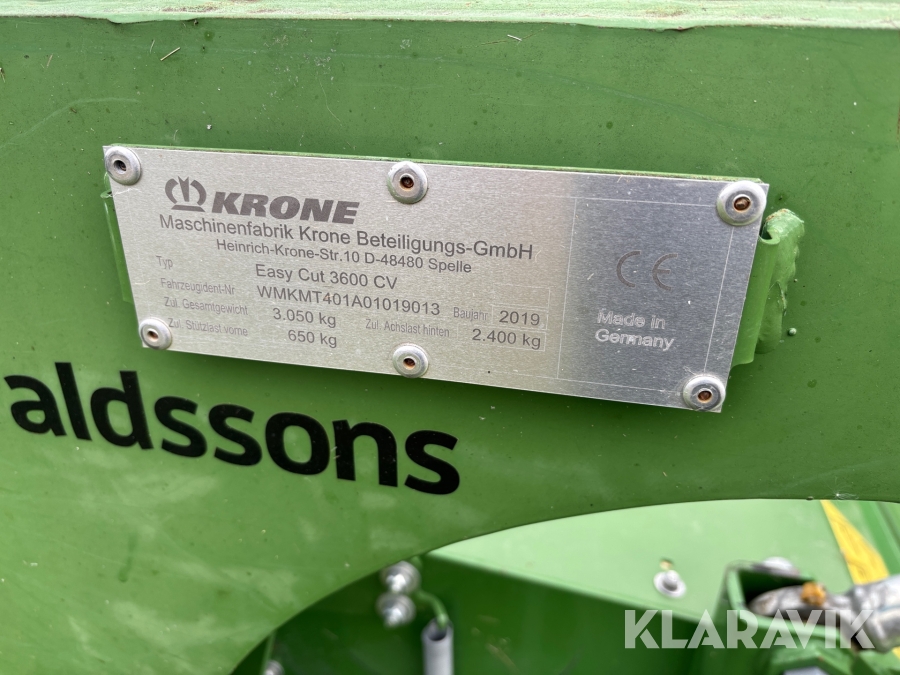 KRONE
Maschinenfabrik Krone Beteiligungs-GmbH
Heinrich-Krone-Str.10 D-48480 Spelle
Typ Easy Cut 3600 CV
Fahrzeugident-Nr WMKMT401A01019013 Baujahr 2019
Zul. Gesamtgewicht 3.050 kg Zul. Achslast hinten 2.400 kg
Zul. Stützlast vorne 650 kg
CE
Made in
Germany
aldssons
KLARAVIK